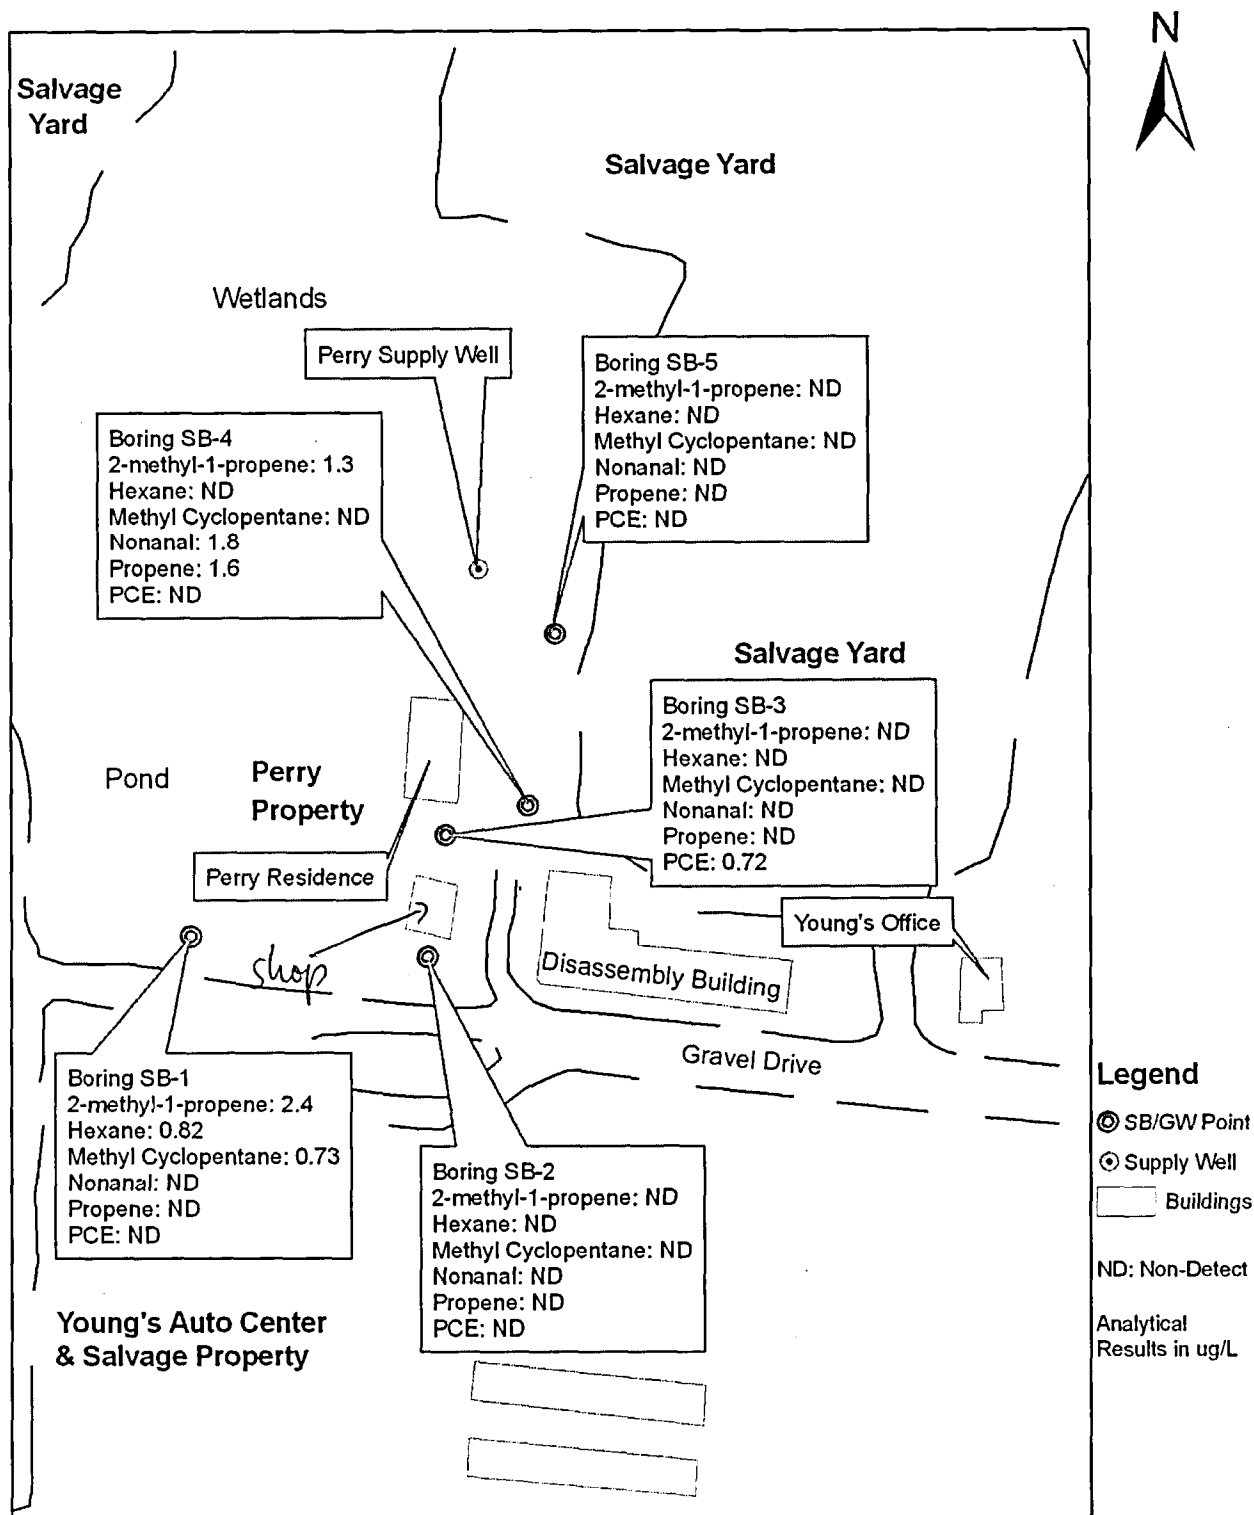 N
Salvage
Yard
Salvage Yard
Wetlands
Perry Supply Well
Boring SB-5
2-methyl-1-propene: ND
Hexane: ND
Methyl Cyclopentane: ND
Nonanal: ND
Propene: ND
PCE: ND
Boring SB-4
2-methyl-1-propene: 1.3
Hexane: ND
Methyl Cyclopentane: ND
Nonanal: 1.8
Propene: 1.6
PCE: ND
Salvage Yard
Boring SB-3
2-methyl-1-propene: ND
Hexane: ND
Methyl Cyclopentane: ND
Nonanal: ND
Propene: ND
PCE: 0.72
Pond
Perry
Property
Perry Residence
Young's Office
shop
Disassembly Building
Gravel Drive
Boring SB-1
2-methyl-1-propene: 2.4
Hexane: 0.82
Methyl Cyclopentane: 0.73
Nonanal: ND
Propene: ND
PCE: ND
Boring SB-2
2-methyl-1-propene: ND
Hexane: ND
Methyl Cyclopentane: ND
Nonanal: ND
Propene: ND
PCE: ND
Young's Auto Center
& Salvage Property
Legend
SB/GW Point
Supply Well
Buildings
ND: Non-Detect
Analytical
Results in ug/L